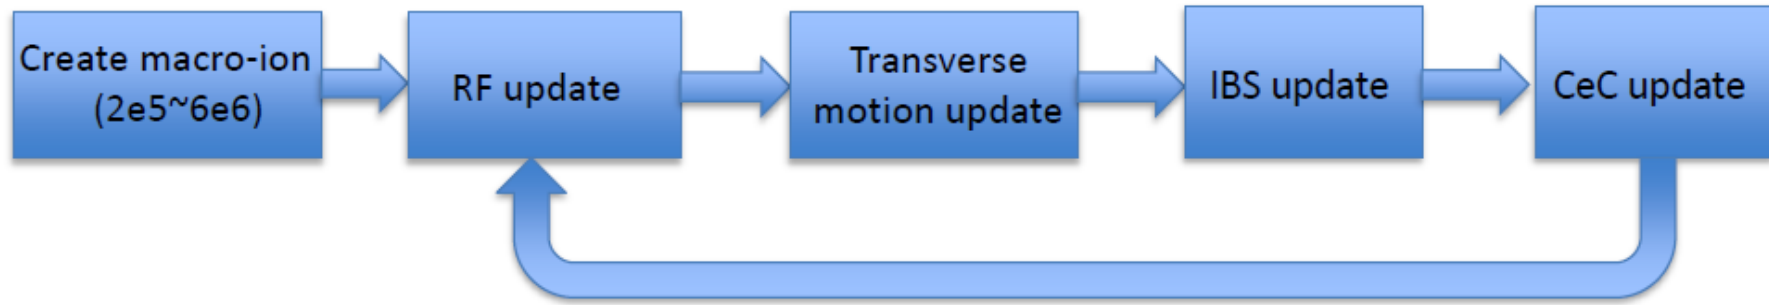 Create macro-ion
(2e5~6e6)
RF update
Transverse
motion update
IBS update
CeC update